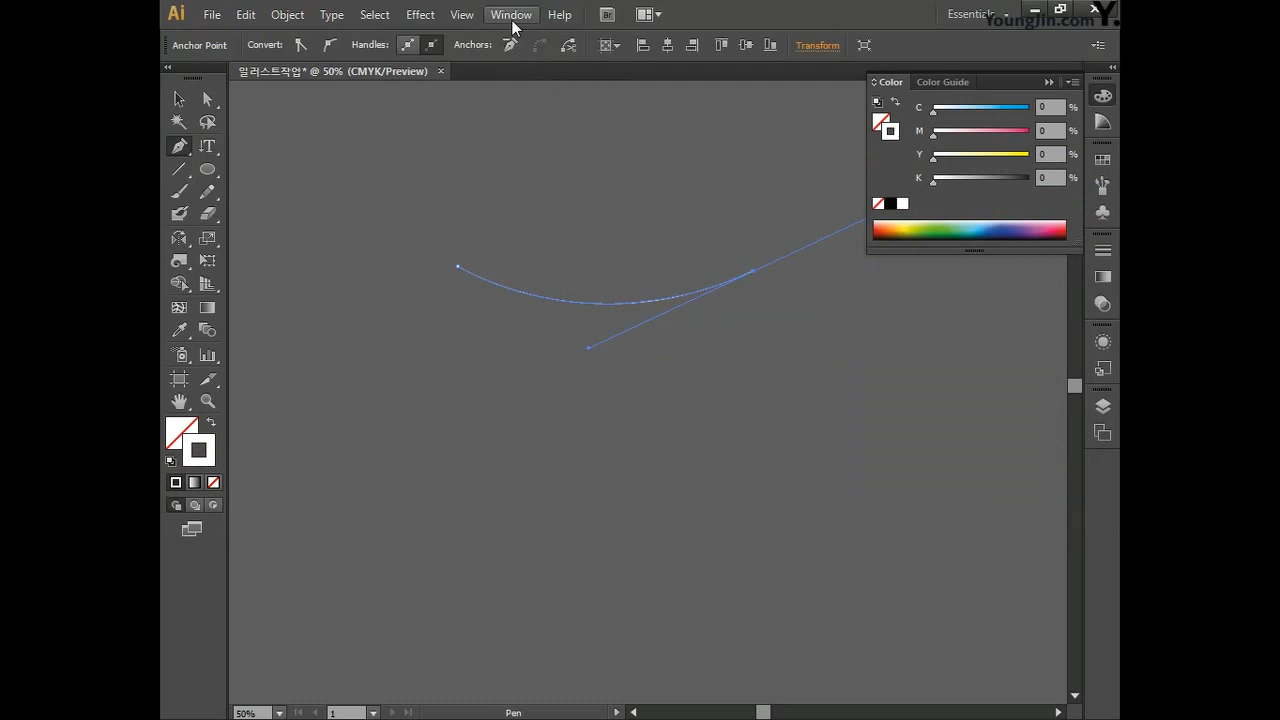 Ai File Edit Object Type Select Effect View Window Help Br Essentials
YoungJin.com Y.
Anchor Point Convert: Handles: Anchors: Transform
일러스트작업* @ 50% (CMYK/Preview) ×
Color Color Guide
C 0 %
M 0 %
Y 0 %
K 0 %
50% 1 Pen